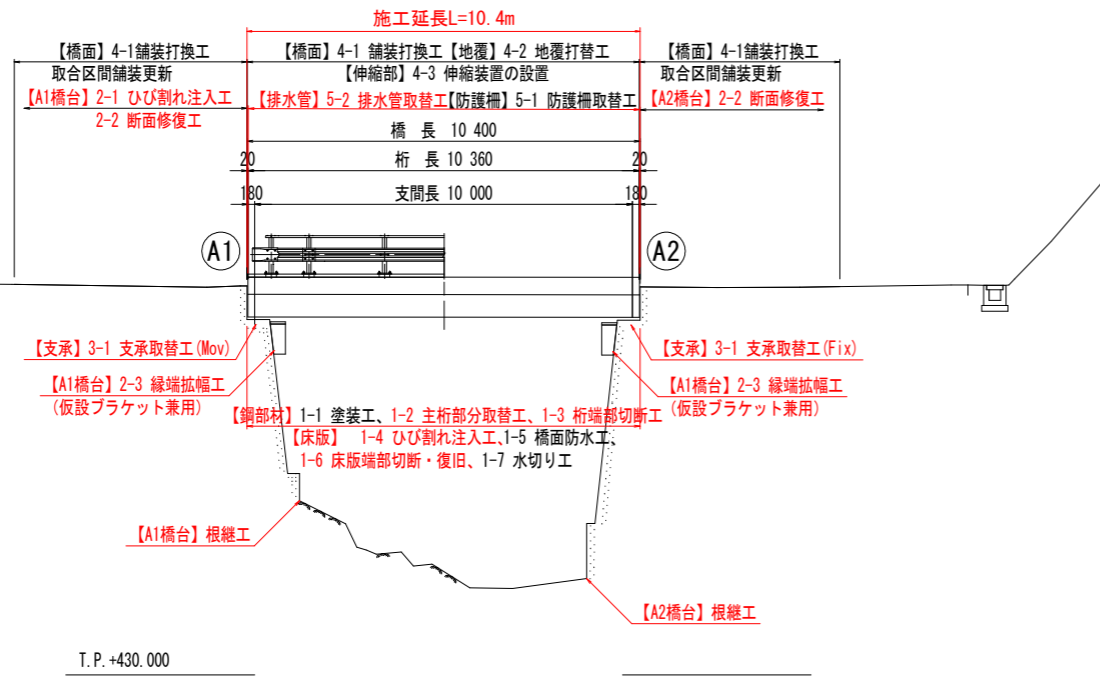 施工延長L=10.4m
【橋面】4-1舗装打換工
取合区間舗装更新
【橋面】4-1 舗装打換工【地覆】4-2 地覆打替工
【伸縮部】4-3 伸縮装置の設置
【橋面】4-1舗装打換工
取合区間舗装更新
【A1橋台】2-1 ひび割れ注入工
2-2 断面修復工
【排水管】5-2 排水管取替工【防護柵】5-1 防護柵取替工
【A2橋台】2-2 断面修復工
橋 長 10 400
20 桁 長 10 360 20
180 支間長 10 000 180
A1
A2
【支承】3-1 支承取替工(Mov)
【支承】3-1 支承取替工(Fix)
【A1橋台】2-3 縁端拡幅工
(仮設ブラケット兼用)
【A1橋台】2-3 縁端拡幅工
(仮設ブラケット兼用)
【鋼部材】1-1 塗装工、1-2 主桁部分取替工、1-3 桁端部切断工
【床版】 1-4 ひび割れ注入工、1-5 橋面防水工、
1-6 床版端部切断・復旧、1-7 水切り工
【A1橋台】根継工
【A2橋台】根継工
T.P.+430.000